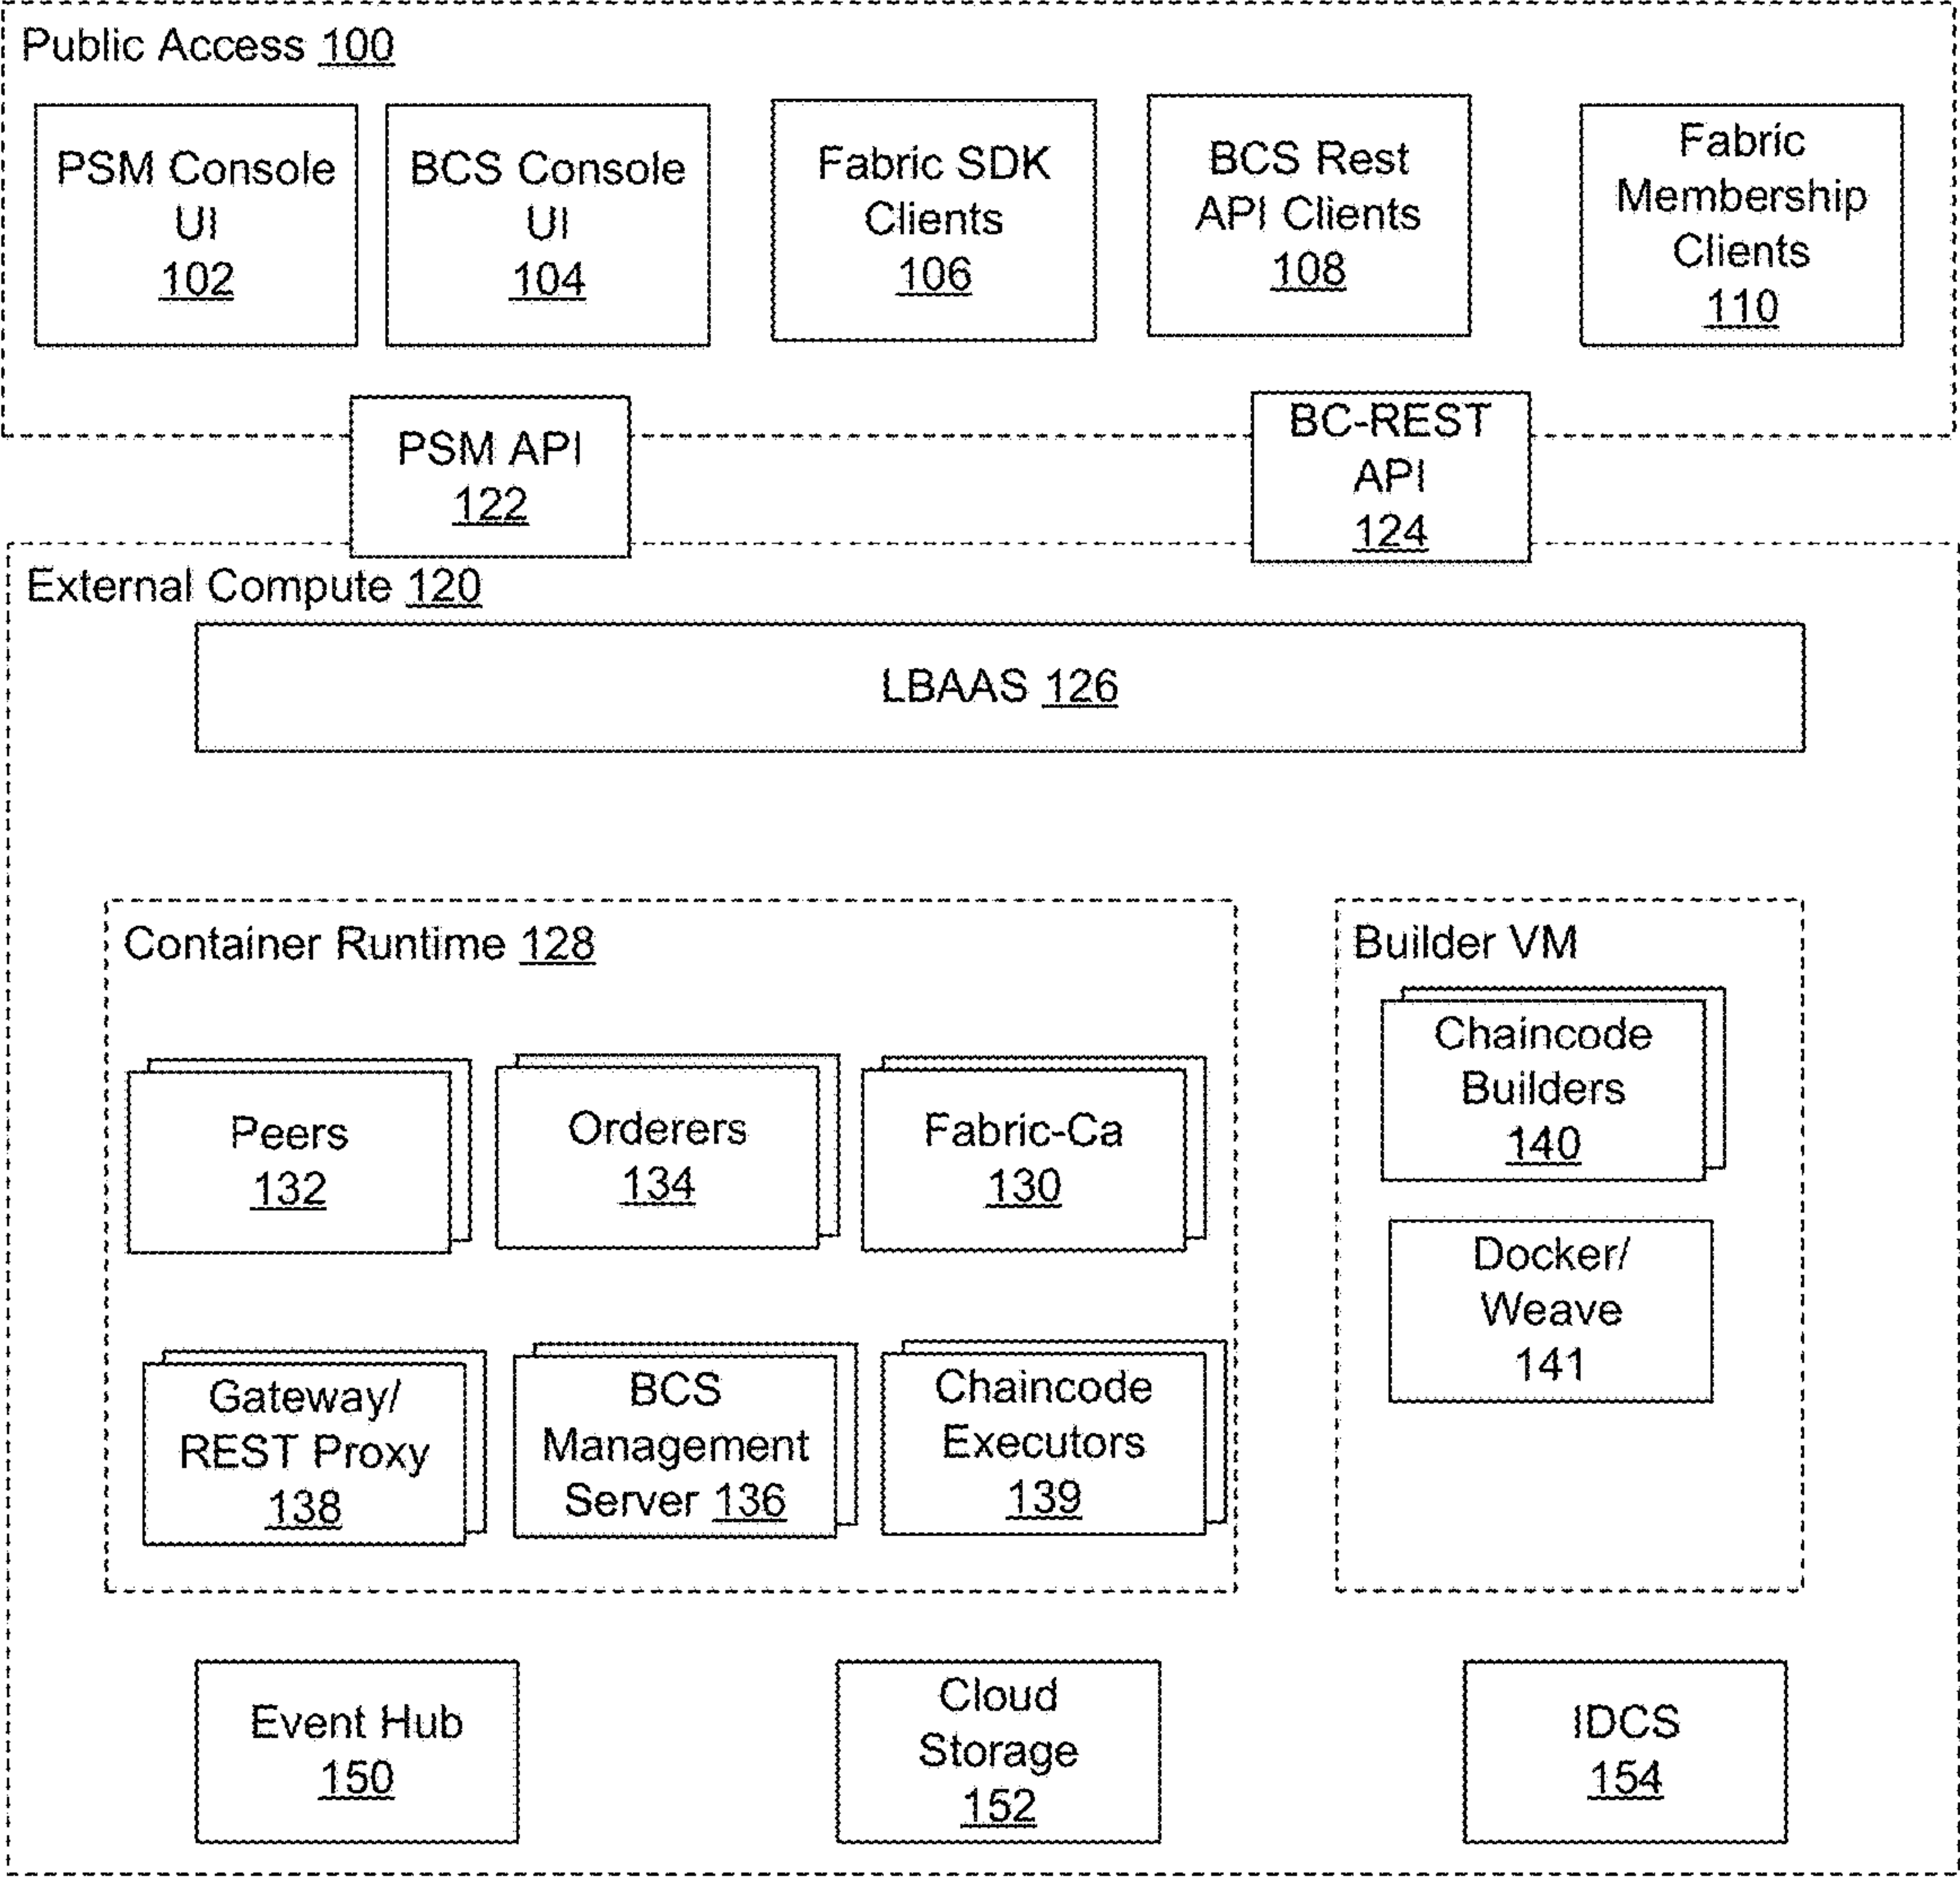 Public Access 100
PSM Console
UI
102
BCS Console
UI
104
Fabric SDK
Clients
106
BCS Rest
API Clients
108
Fabric
Membership
Clients
110
PSM API
122
BC-REST
API
124
External Compute 120
LBAAS 126
Container Runtime 128
Peers
132
Orderers
134
Fabric-Ca
130
Gateway/
REST Proxy
138
BCS
Management
Server 136
Chaincode
Executors
139
Builder VM
Chaincode
Builders
140
Docker/
Weave
141
Event Hub
150
Cloud
Storage
152
IDCS
154